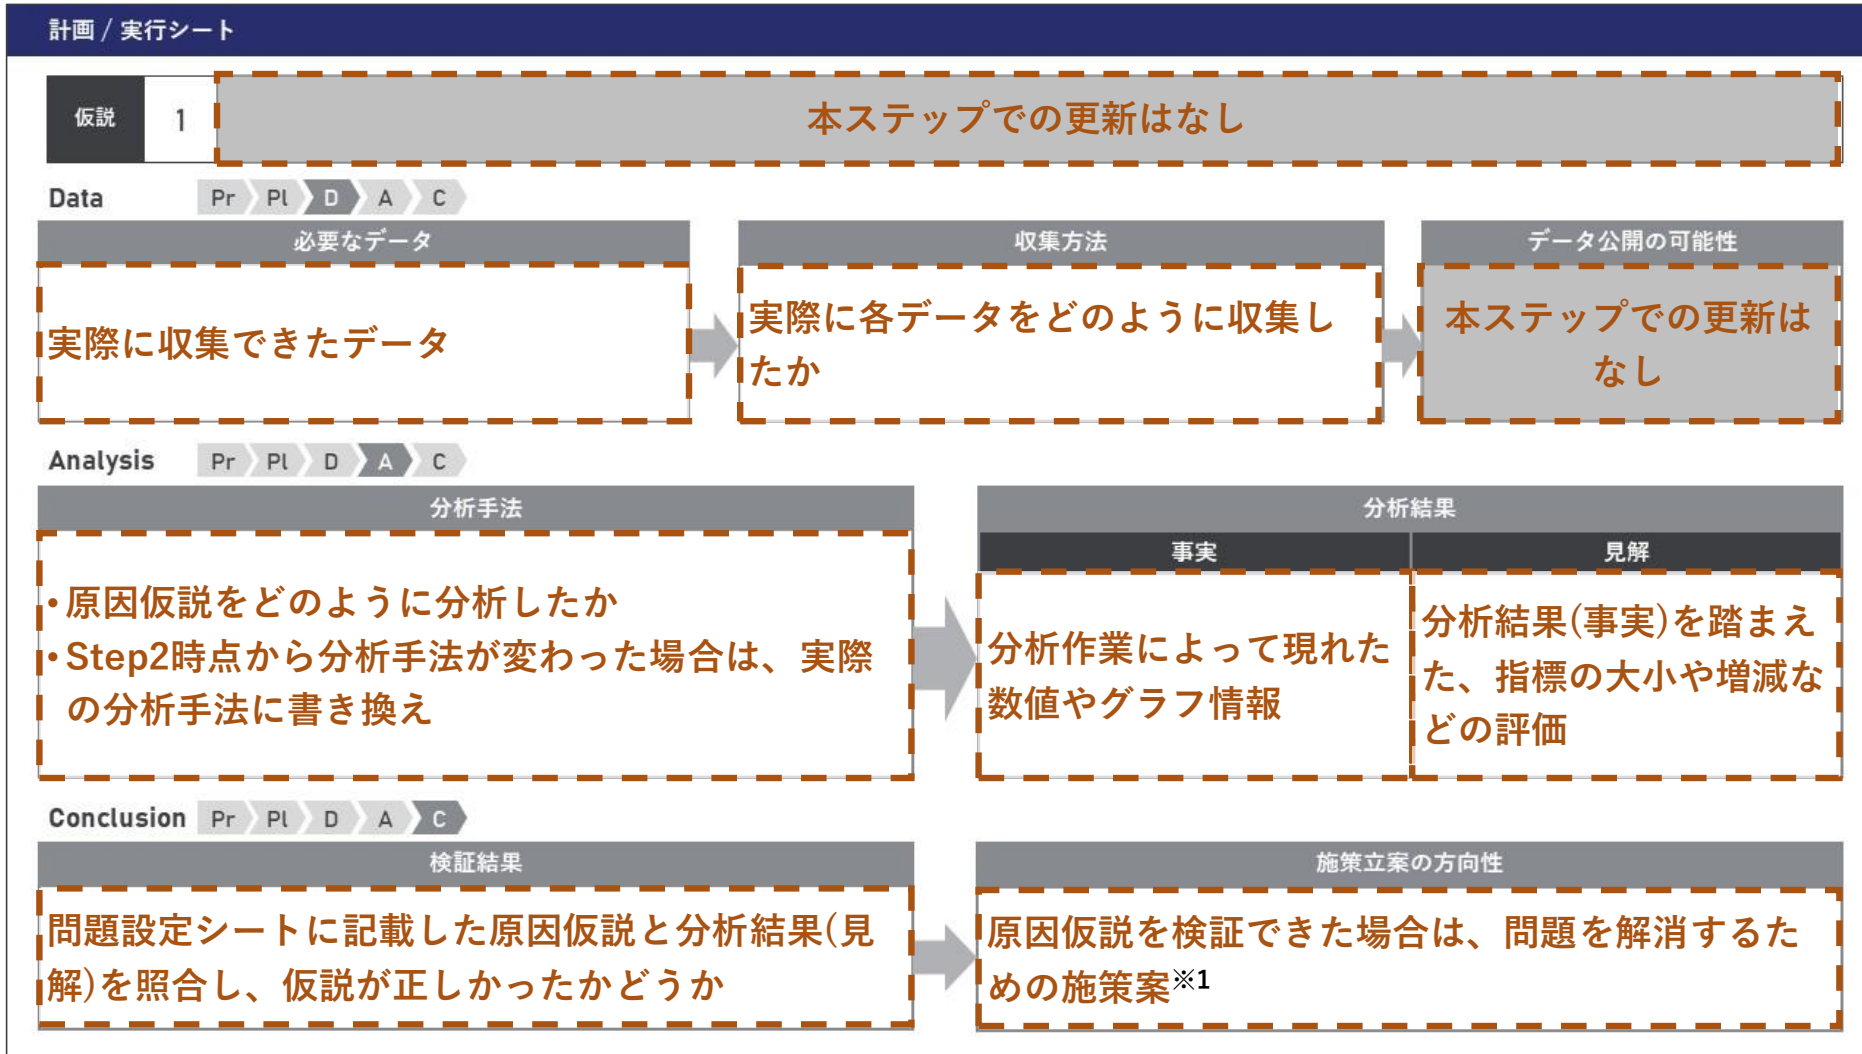 計画 / 実行シート
仮説 1 本ステップでの更新はなし
Data Pr Pl D A C
必要なデータ 収集方法 データ公開の可能性
実際に収集できたデータ
実際に各データをどのように収集し
たか
本ステップでの更新は
なし
Analysis Pr Pl D A C
分析手法
・原因仮説をどのように分析したか
・Step2時点から分析手法が変わった場合は、実際
の分析手法に書き換え
分析結果
事実 見解
分析作業によって現れた
数値やグラフ情報
分析結果(事実)を踏まえ
た、指標の大小や増減な
どの評価
Conclusion Pr Pl D A C
検証結果
問題設定シートに記載した原因仮説と分析結果(見
解)を照合し、仮説が正しかったかどうか
施策立案の方向性
原因仮説を検証できた場合は、問題を解消するた
めの施策案※1